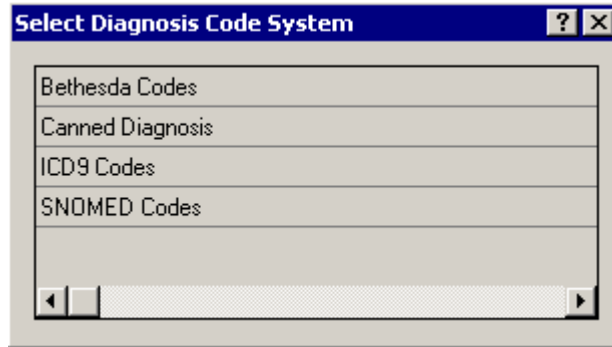 Select Diagnosis Code System
Bethesda Codes
Canned Diagnosis
ICD9 Codes
SNOMED Codes